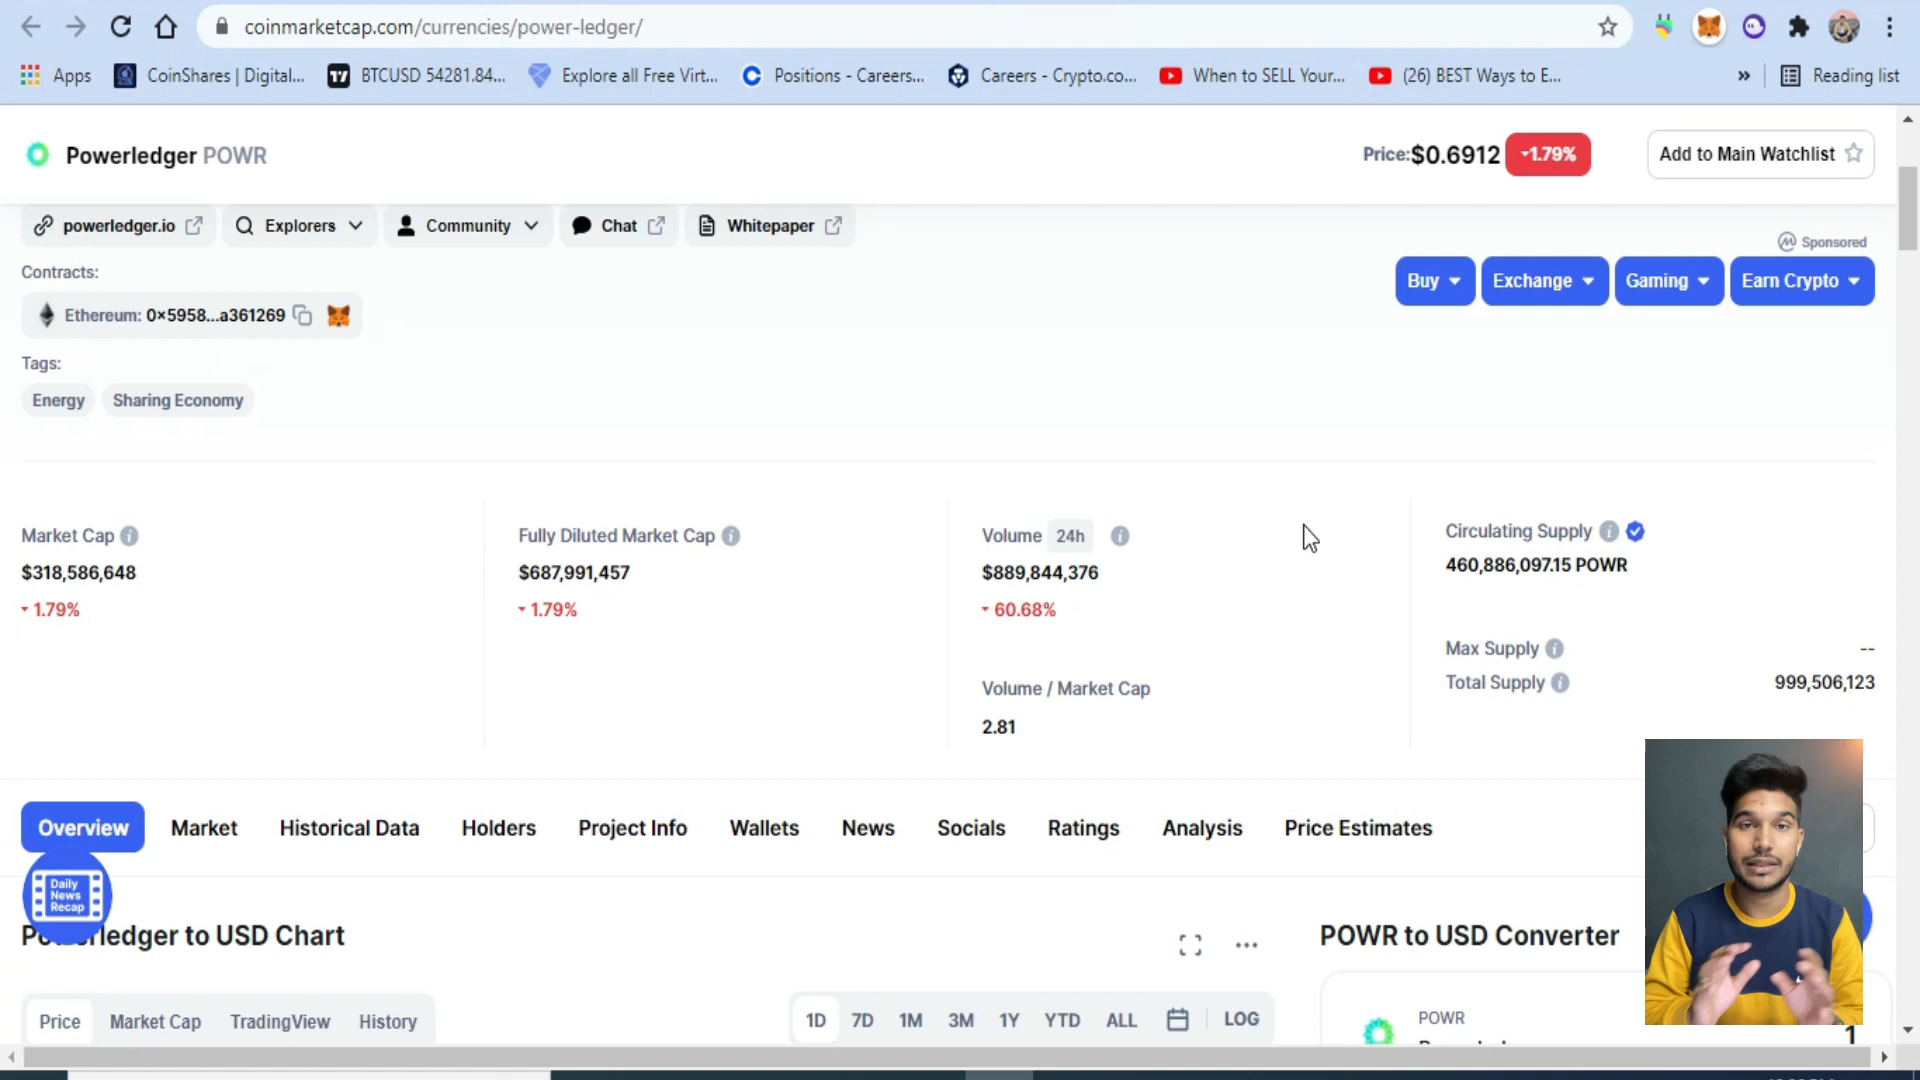 coinmarketcap.com/currencies/power-ledger/
Apps CoinShares | Digital... BTCUSD 54281.84... Explore all Free Virt... Positions - Careers... Careers - Crypto.co... When to SELL Your... (26) BEST Ways to E... » Reading list
Powerledger POWR Price:$0.6912 1.79% Add to Main Watchlist
powerledger.io Explorers Community Chat Whitepaper
Sponsored
Contracts:
Buy Exchange Gaming Earn Crypto
Ethereum: 0×5958...a361269
Tags:
Energy Sharing Economy
Market Cap Fully Diluted Market Cap Volume 24h Circulating Supply
$318,586,648 $687,991,457 $889,844,376 460,886,097.15 POWR
1.79% 1.79% 60.68%
Max Supply --
Total Supply 999,506,123
Volume / Market Cap
2.81
Overview Market Historical Data Holders Project Info Wallets News Socials Ratings Analysis Price Estimates
Daily
News
Recap
to USD Chart POWR to USD Converter
Price Market Cap TradingView History 1D 7D 1M 3M 1Y YTD ALL LOG
POWR
1